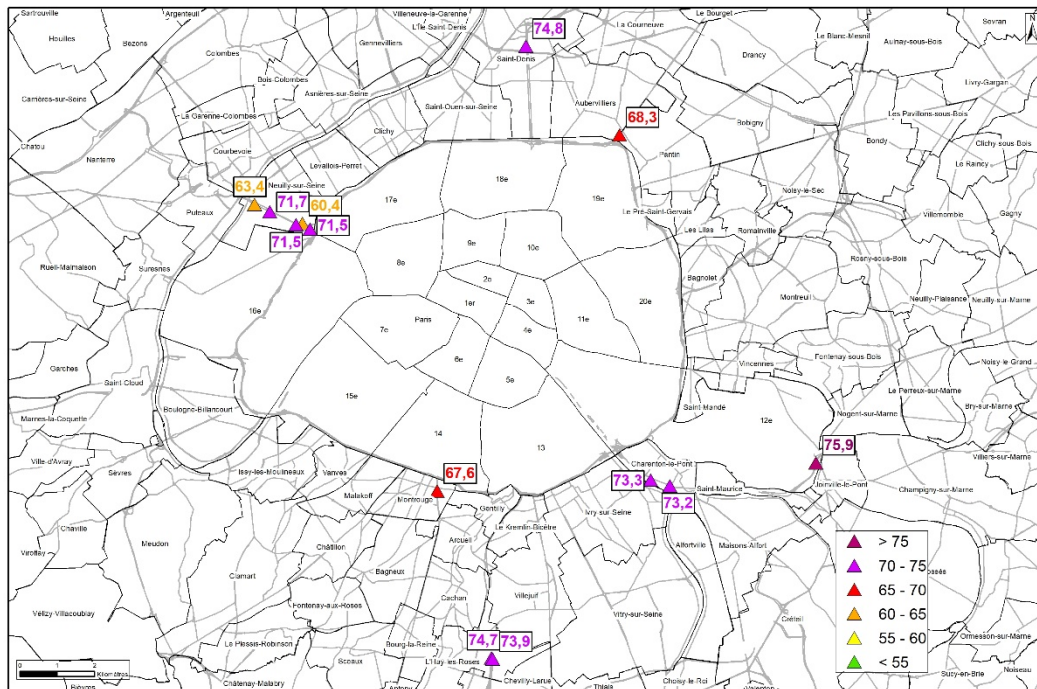 Sartrouville
Argenteuil
Villeneuve-la-Garenne
L'Ile Saint Denis
La Courneuve
Le Bourget
Le Blanc-Mesnil
Sevran
Aulnay-sous-Bois
Houilles
Bezons
Colombes
Gennevilliers
74,8
Saint-Denis
Drancy
Livry-Gargan
Bois-Colombes
Asnières-sur-Seine
Carrières-sur-Seine
La Garenne-Colombes
Saint-Ouen-sur-Seine
Aubervilliers
68,3
Bobigny
Les Pavillons-sous-Bois
Bondy
Clichy-sous Bois
Chatou
Nanterre
Courbevoie
Clichy
Levallois-Perret
Pantin
Le Raincy
18e
Neuilly-sur-Seine
63,4
71,7
60,4
71,5
71,5
17e
19e
Noisy-le-Sec
Puteaux
Le Pré-Saint-Gervais
Les Lilas
Romainville
Villemomble
Gagny
Rueil-Malmaison
Suresnes
9e
10e
8e
Rosny-sous-Bois
Bagnolet
2e
1er
3e
Montreuil
Neuilly-Plaisance
Neuilly-sur-Marne
16e
20e
Paris
7e
4e
11e
6e
Garches
Fontenay-sous Bois
Vincennes
Noisy-le Grand
Saint-Cloud
5e
Le Perreux-sur-Marne
15e
Saint-Mandé
Boulogne-Billancourt
Marnes-la-Coquette
12e
Nogent-sur-Marne
Bry-sur-Marne
14
13
75,9
Ville-d'Avray
Sèvres
Issy-les-Moulineaux
Vanves
67,6
Charenton-le-Pont
73,3
73,2
Saint-Maurice
Joinville-le-Pont
Villiers-sur-Marne
Malakoff
Montrouge
Gentilly
Champigny-sur-Marne
Ivry-sur-Seine
Le Kremlin-Bicêtre
Chaville
Viroflay
Meudon
Châtillon
Arcueil
Alfortville
Maisons-Alfort
Bagneux
Clamart
Cachan
Villejuif
Vélizy-Villacoublay
Fontenay-aux-Roses
Vitry-sur-Seine
Créteil
Le Plessis-Robinson
Bourg-la-Reine
74,7
73,9
Sceaux
L'Haÿ-les-Roses
Chevilly-Larue
Ormesson-sur-Marne
Noiseau
Sucy-en-Brie
Bièvres
Châtenay-Malabry
Antony
Thiais
Choisy-le-Roi
Valenton
> 75
70 - 75
65 - 70
60 - 65
55 - 60
< 55
0
1
2
Kilomètres
N